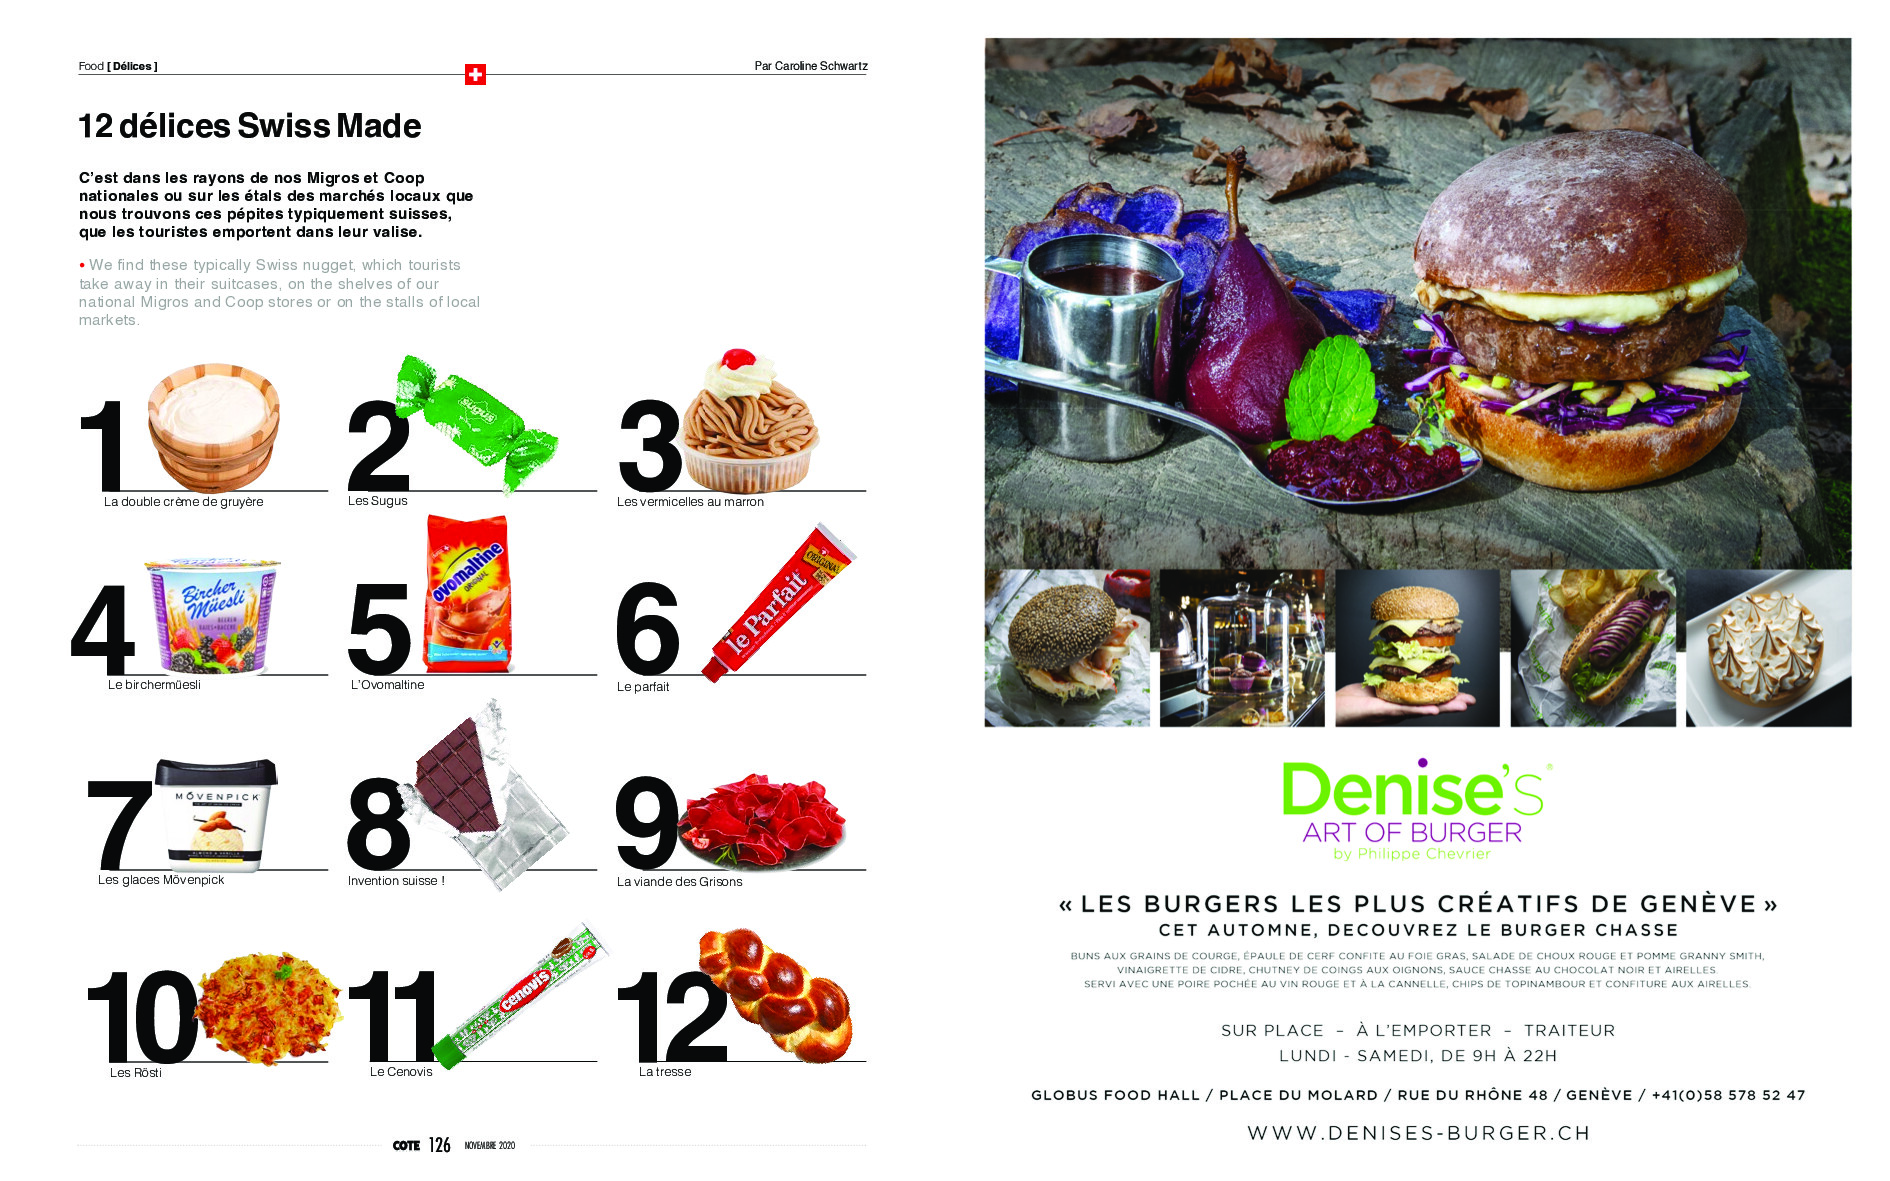 Food [ Délices ]
Par Caroline Schwartz
12 délices Swiss Made
C'est dans les rayons de nos Migros et Coop
nationales ou sur les étals des marchés locaux que
nous trouvons ces pépites typiquement suisses,
que les touristes emportent dans leur valise.
• We find these typically Swiss nugget, which tourists
take away in their suitcases, on the shelves of our
national Migros and Coop stores or on the stalls of local
markets.
1
La double crème de gruyère
2
sugus
Les Sugus
3
Les vermicelles au marron
4
Bircher
Müesli
Le birchermüesli
5
ovomaltine
ORIGINAL
L'Ovomaltine
6
le Parfait
ORIGINAL
Le parfait
7
MÖVENPICK
Les glaces Mövenpick
8
Invention suisse !
9
La viande des Grisons
10
Les Rösti
11
cenovis
Le Cenovis
12
La tresse
COTE 126 NOVEMBRE 2020
Denise's®
ART OF BURGER
by Philippe Chevrier
« LES BURGERS LES PLUS CRÉATIFS DE GENÈVE »
CET AUTOMNE, DECOUVREZ LE BURGER CHASSE
BUNS AUX GRAINS DE COURGE, ÉPAULE DE CERF CONFITE AU FOIE GRAS, SALADE DE CHOUX ROUGE ET POMME GRANNY SMITH,
VINAIGRETTE DE CIDRE, CHUTNEY DE COINGS AUX OIGNONS, SAUCE CHASSE AU CHOCOLAT NOIR ET AIRELLES.
SERVI AVEC UNE POIRE POCHÉE AU VIN ROUGE ET À LA CANNELLE, CHIPS DE TOPINAMBOUR ET CONFITURE AUX AIRELLES.
SUR PLACE – À L'EMPORTER – TRAITEUR
LUNDI - SAMEDI, DE 9H À 22H
GLOBUS FOOD HALL / PLACE DU MOLARD / RUE DU RHÔNE 48 / GENÈVE / +41(0)58 578 52 47
WWW.DENISES-BURGER.CH